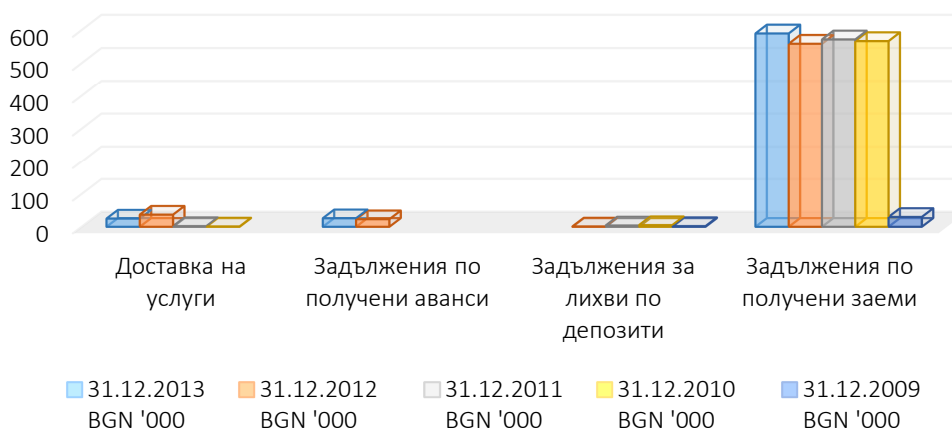 600
500
400
300
200
100
0
Доставка на услуги
Задължения по получени аванси
Задължения за лихви по депозити
Задължения по получени заеми
31.12.2013 BGN '000
31.12.2012 BGN '000
31.12.2011 BGN '000
31.12.2010 BGN '000
31.12.2009 BGN '000